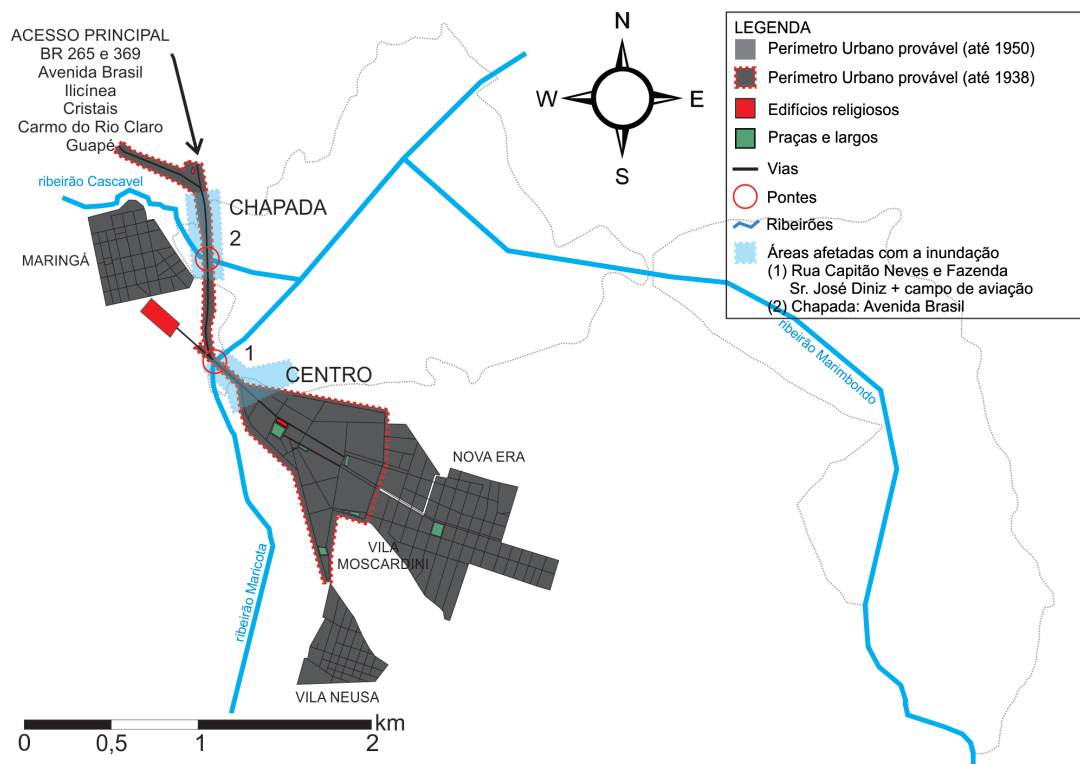 ACESSO PRINCIPAL
BR 265 e 369
Avenida Brasil
Ilicínea
Cristais
Carmo do Rio Claro
Guapé
ribeirão Cascavel
CHAPADA
2
MARINGÁ
1
CENTRO
NOVA ERA
VILA
MOSCARDINI
ribeirão Maricota
VILA NEUSA
ribeirão Marimbondo
N
W
E
S
LEGENDA
Perímetro Urbano provável (até 1950)
Perímetro Urbano provável (até 1938)
Edifícios religiosos
Praças e largos
Vias
Pontes
Ribeirões
Áreas afetadas com a inundação
(1) Rua Capitão Neves e Fazenda
Sr. José Diniz + campo de aviação
(2) Chapada: Avenida Brasil
km
0 0,5 1 2